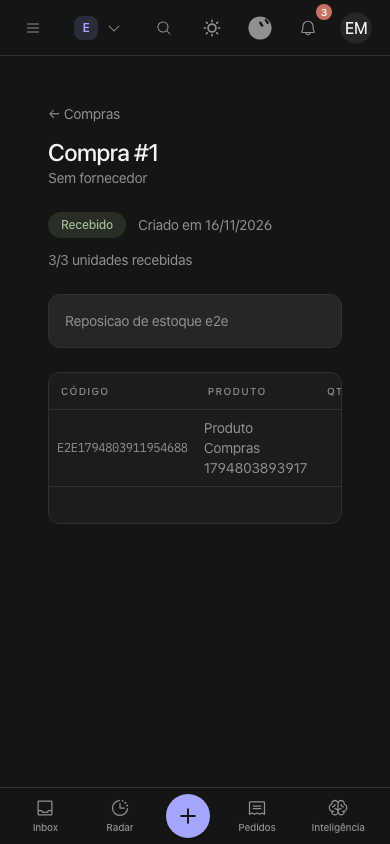 E
3
EM
← Compras
Compra #1
Sem fornecedor
Recebido
Criado em 16/11/2026
3/3 unidades recebidas
Reposicao de estoque e2e
CÓDIGO PRODUTO QT
E2E1794803911954688
Produto
Compras
1794803893917
Inbox
Radar
Pedidos
Inteligência